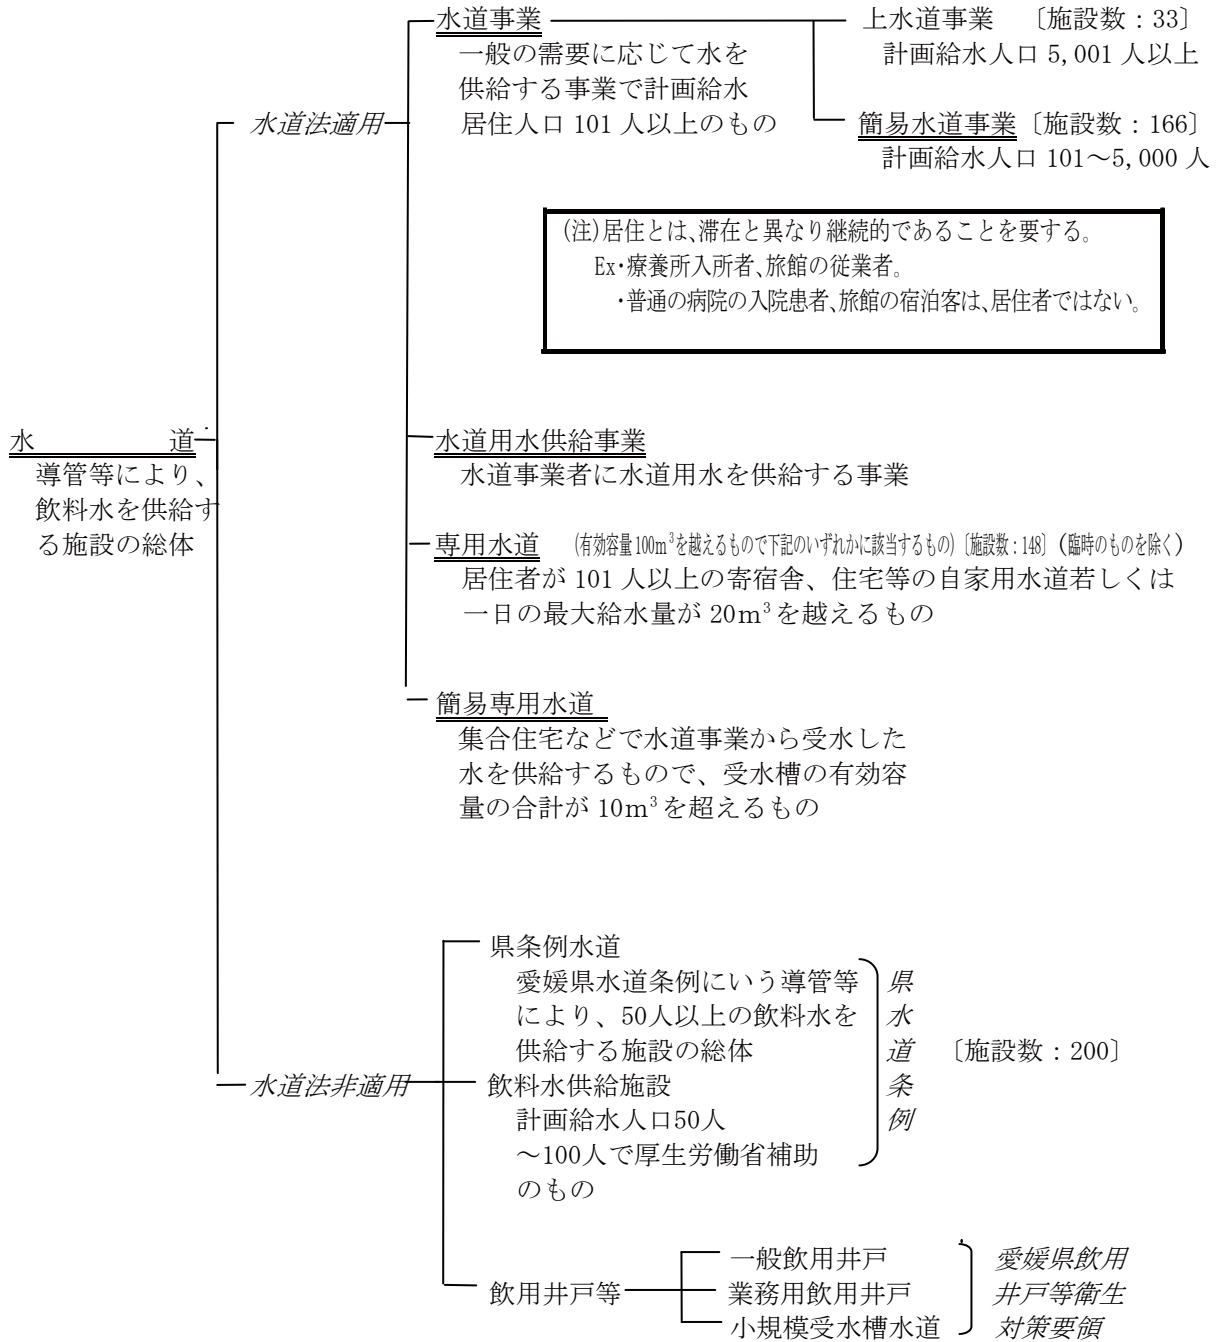 水道事業
上水道事業 〔施設数：33〕
一般の需要に応じて水を
計画給水人口 5,001 人以上
供給する事業で計画給水
水道法適用
居住人口 101 人以上のもの
簡易水道事業〔施設数：166〕
計画給水人口 101～5,000 人
(注)居住とは、滞在と異なり継続的であることを要する。
Ex・療養所入所者、旅館の従業者。
・普通の病院の入院患者、旅館の宿泊客は、居住者ではない。
水 道
導管等により、
飲料水を供給す
る施設の総体
水道用水供給事業
水道事業者に水道用水を供給する事業
専用水道 (有効容量100m³を越えるもので下記のいずれかに該当するもの)〔施設数：148〕(臨時のものを除く)
居住者が 101 人以上の寄宿舎、住宅等の自家用水道若しくは
一日の最大給水量が 20m³を越えるもの
簡易専用水道
集合住宅などで水道事業から受水した
水を供給するもので、受水槽の有効容
量の合計が 10m³を超えるもの
水道法非適用
県条例水道
愛媛県水道条例にいう導管等
により、50人以上の飲料水を
供給する施設の総体
飲料水供給施設
計画給水人口50人
～100人で厚生労働省補助
のもの
県水道条例
〔施設数：200〕
飲用井戸等
一般飲用井戸
業務用飲用井戸
小規模受水槽水道
愛媛県飲用
井戸等衛生
対策要領